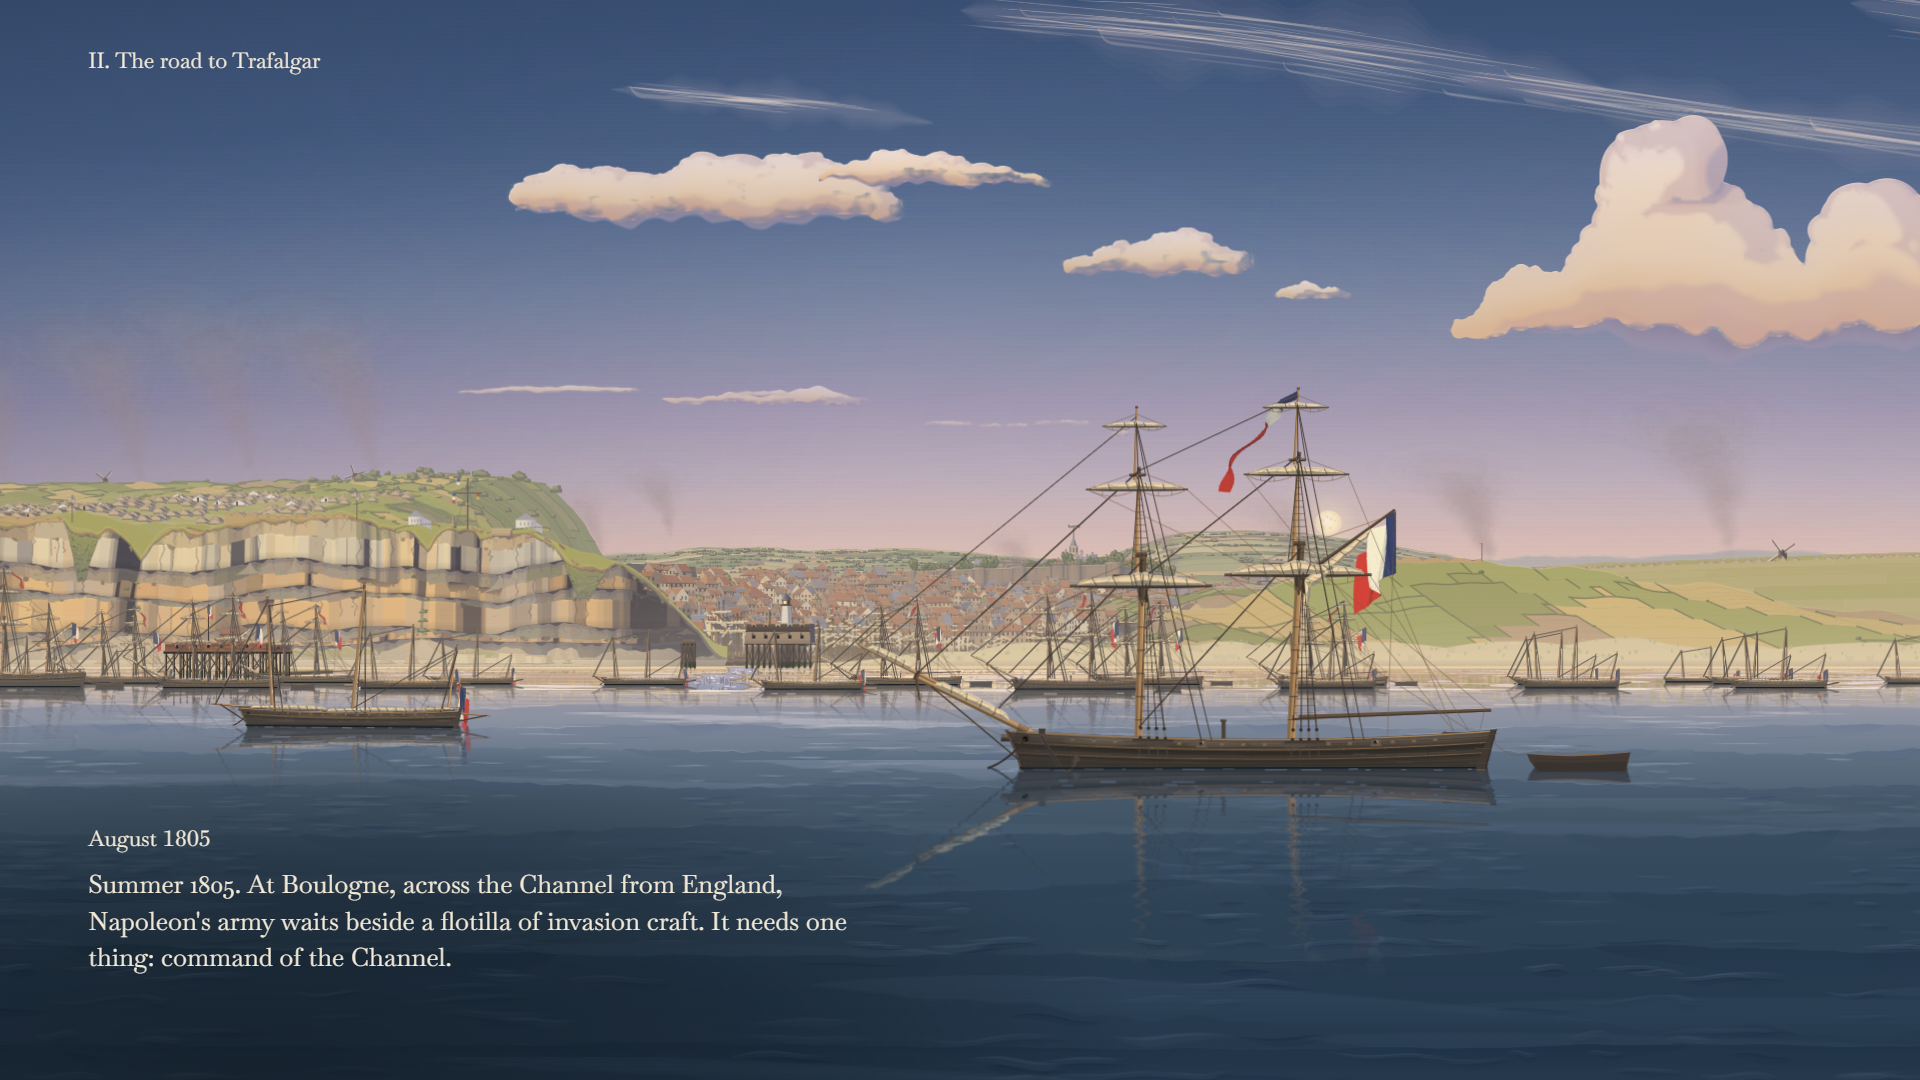 II. The road to Trafalgar
August 1805
Summer 1805. At Boulogne, across the Channel from England,
Napoleon's army waits beside a flotilla of invasion craft. It needs one
thing: command of the Channel.